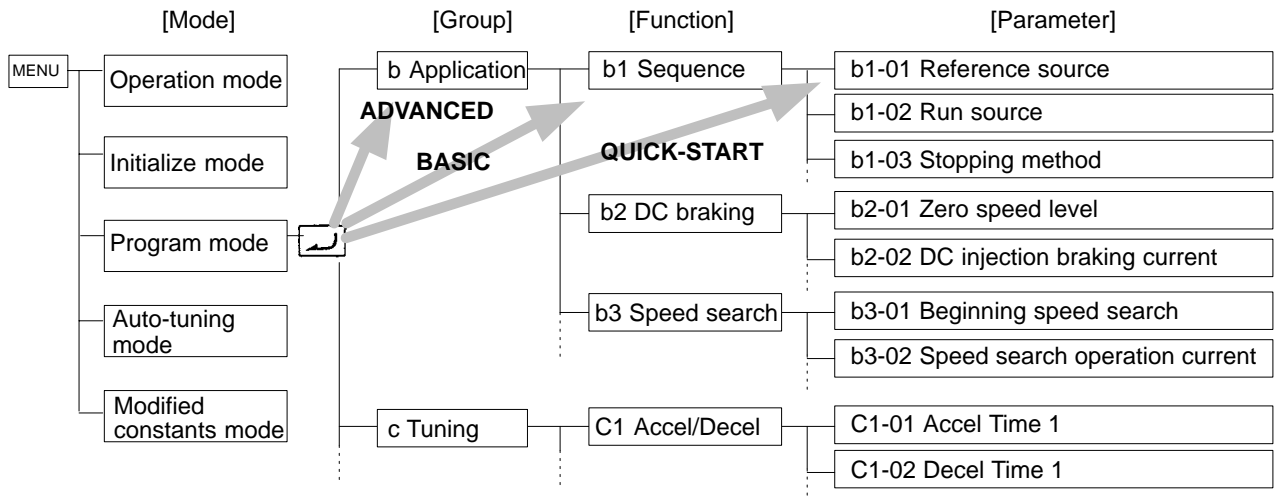 [Mode] [Group] [Function] [Parameter]
MENU
Operation mode
b Application
b1 Sequence
b1-01 Reference source
ADVANCED
b1-02 Run source
Initialize mode
BASIC
QUICK-START
b1-03 Stopping method
Program mode
b2 DC braking
b2-01 Zero speed level
b2-02 DC injection braking current
Auto-tuning
mode
b3 Speed search
b3-01 Beginning speed search
b3-02 Speed search operation current
Modified
constants mode
c Tuning
C1 Accel/Decel
C1-01 Accel Time 1
C1-02 Decel Time 1